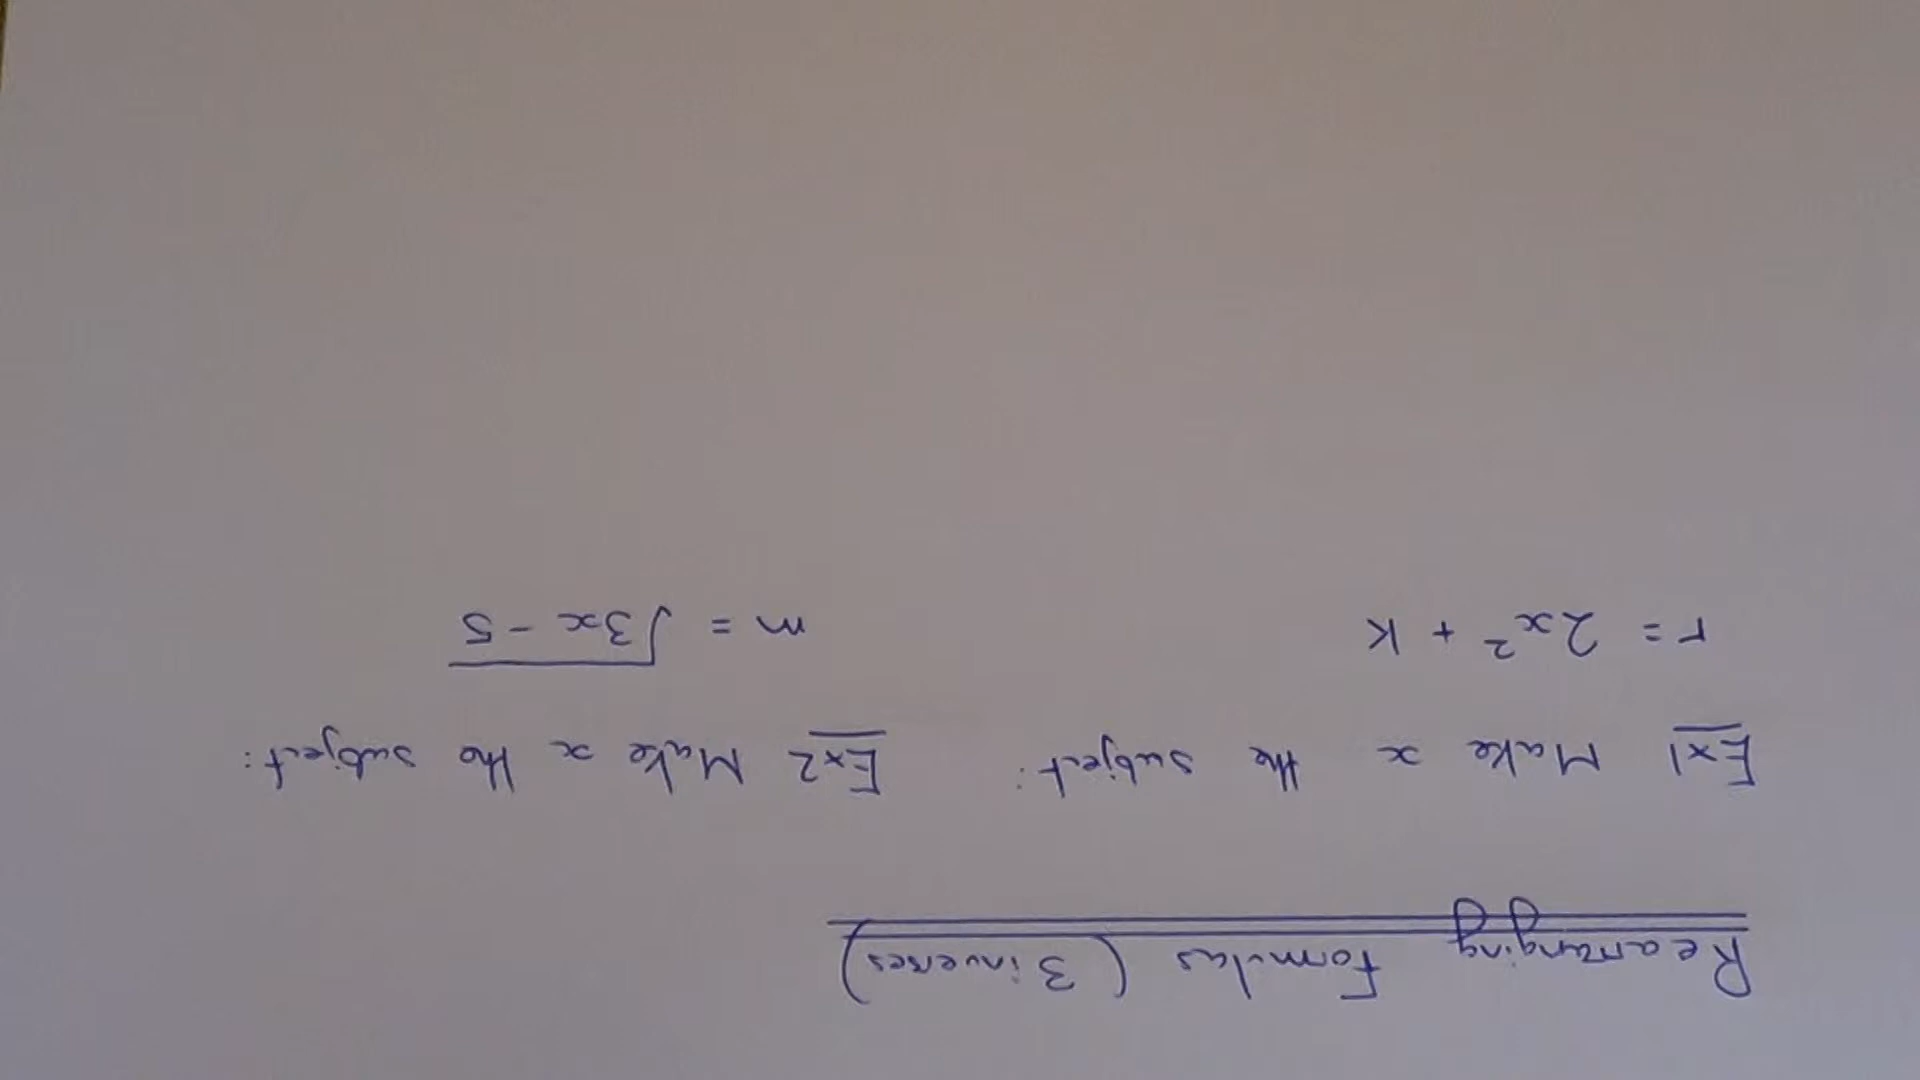 Rearranging Formulas (3 inverses)
Ex1 Make x the subject:
r = 2x² + k
Ex2 Make x the subject:
m = √3x - 5